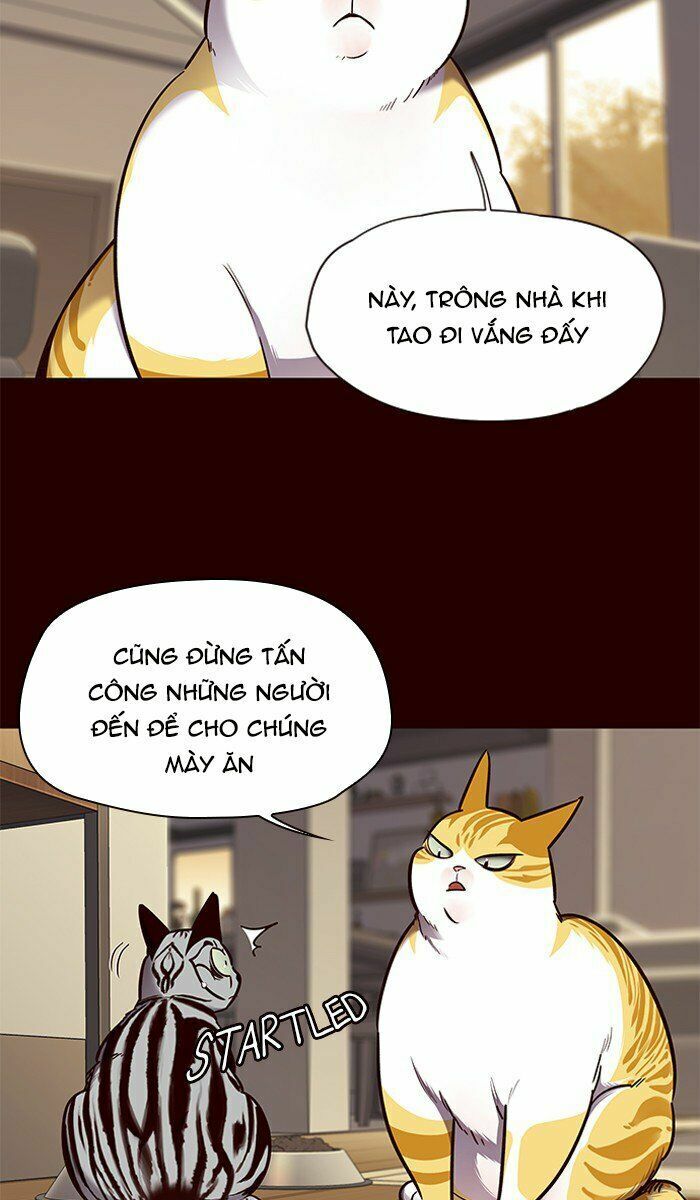 NÀY, TRÔNG NHÀ KHI
TAO ĐI VẮNG ĐẤY
CŨNG ĐỪNG TẤN
CÔNG NHỮNG NGƯỜI
ĐẾN ĐỂ CHO CHÚNG
MÀY ĂN
STARTLED